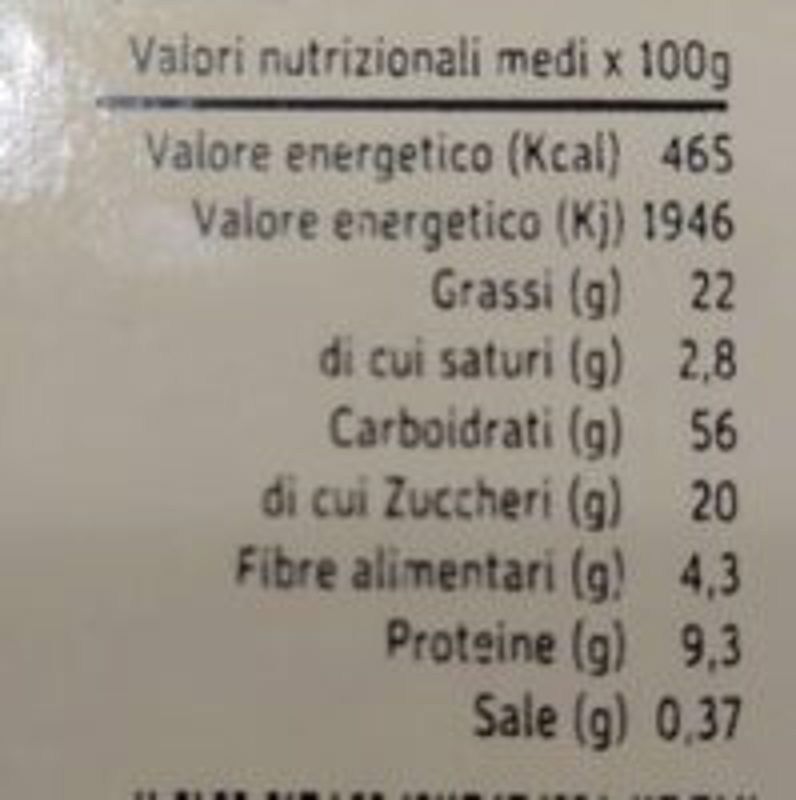 Valori nutrizionali medi x 100g
Valore energetico (Kcal) 465
Valore energetico (Kj) 1946
Grassi (g) 22
di cui saturi (g) 2,8
Carboidrati (g) 56
di cui Zuccheri (g) 20
Fibre alimentari (g) 4,3
Proteine (g) 9,3
Sale (g) 0,37